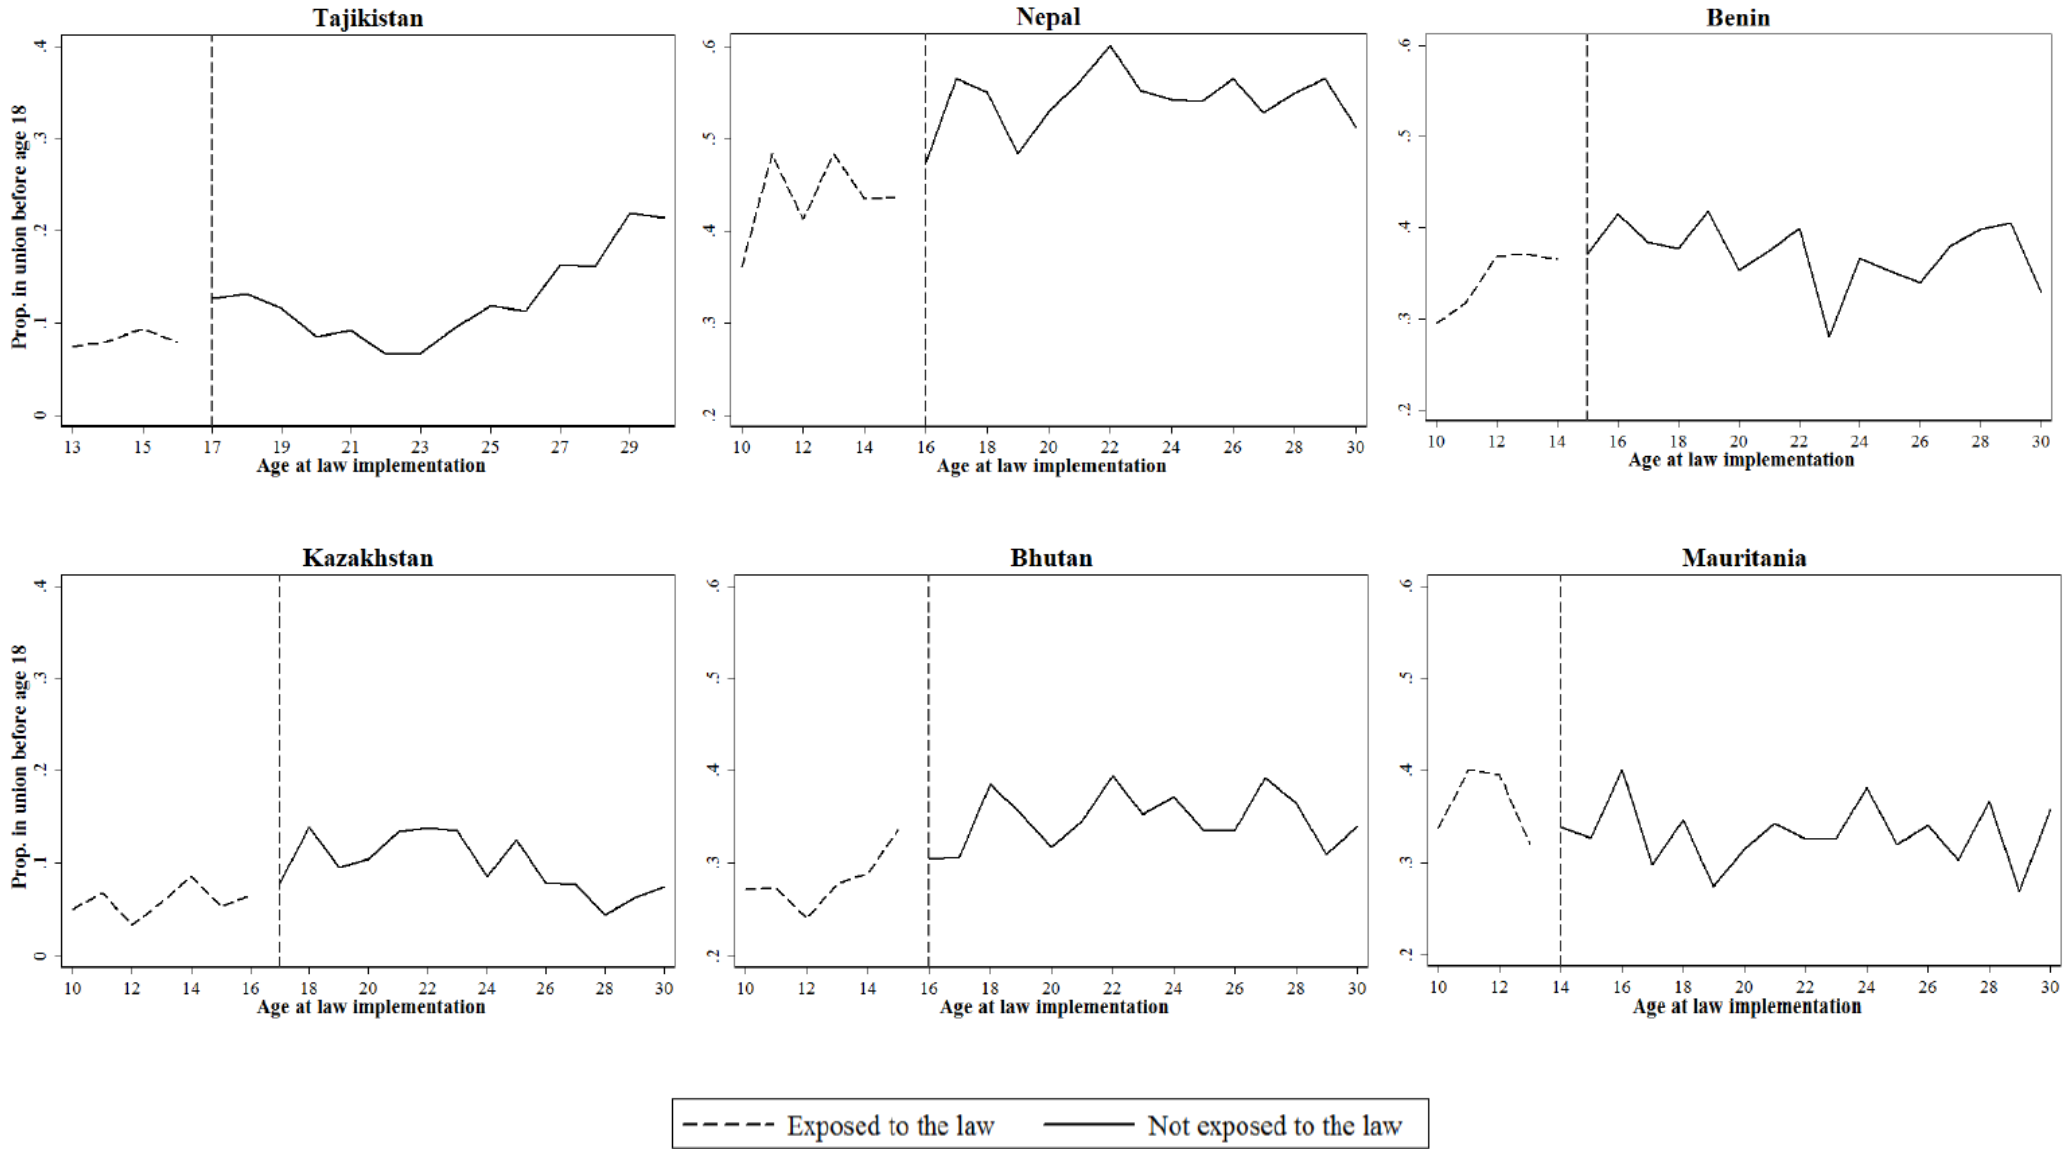 Tajikistan
Prop. in union before age 18
.4
.3
.2
.1
0
13 15 17 19 21 23 25 27 29
Age at law implementation
Nepal
.6
.5
.4
.3
.2
10 12 14 16 18 20 22 24 26 28 30
Age at law implementation
Benin
.6
.5
.4
.3
.2
10 12 14 16 18 20 22 24 26 28 30
Age at law implementation
Kazakhstan
Prop. in union before age 18
.4
.3
.2
.1
0
10 12 14 16 18 20 22 24 26 28 30
Age at law implementation
Bhutan
.6
.5
.4
.3
.2
10 12 14 16 18 20 22 24 26 28 30
Age at law implementation
Mauritania
.6
.5
.4
.3
.2
10 12 14 16 18 20 22 24 26 28 30
Age at law implementation
Exposed to the law Not exposed to the law